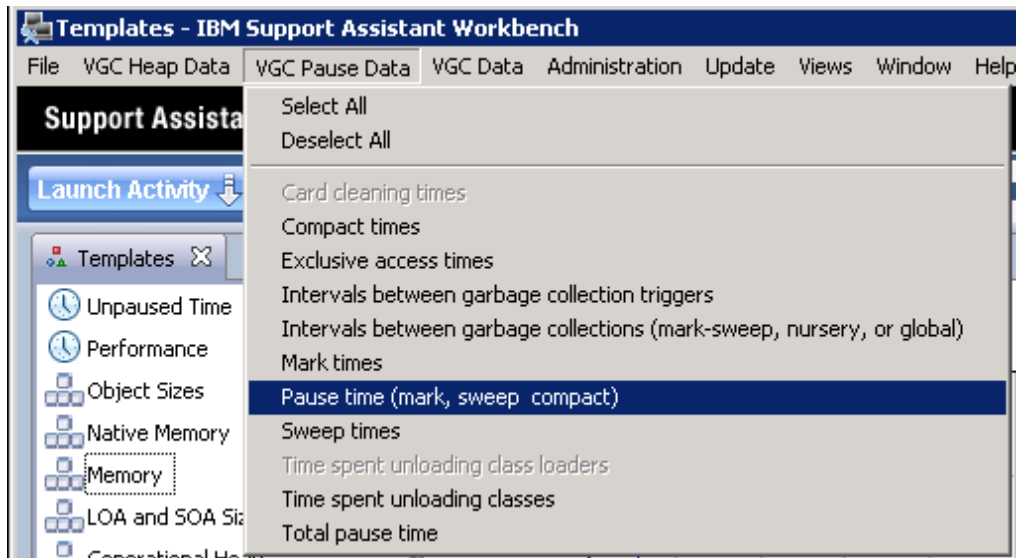 Templates - IBM Support Assistant Workbench
File VGC Heap Data VGC Pause Data VGC Data Administration Update Views Window Help
Support Assista
Select All
Deselect All
Launch Activity
Card cleaning times
Compact times
Templates
Exclusive access times
Unpaused Time
Intervals between garbage collection triggers
Intervals between garbage collections (mark-sweep, nursery, or global)
Performance
Mark times
Object Sizes
Pause time (mark, sweep compact)
Native Memory
Sweep times
Memory
Time spent unloading class loaders
Time spent unloading classes
LOA and SOA Siz
Total pause time